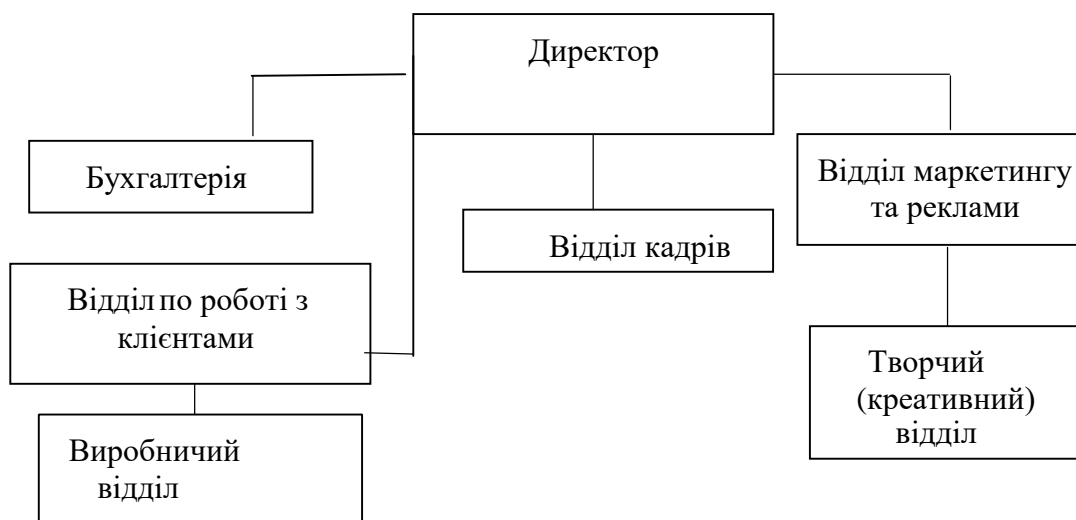 Директор
Бухгалтерія
Відділ маркетингу
та реклами
Відділ кадрів
Відділ по роботі з
клієнтами
Творчий
(креативний)
відділ
Виробничий
відділ